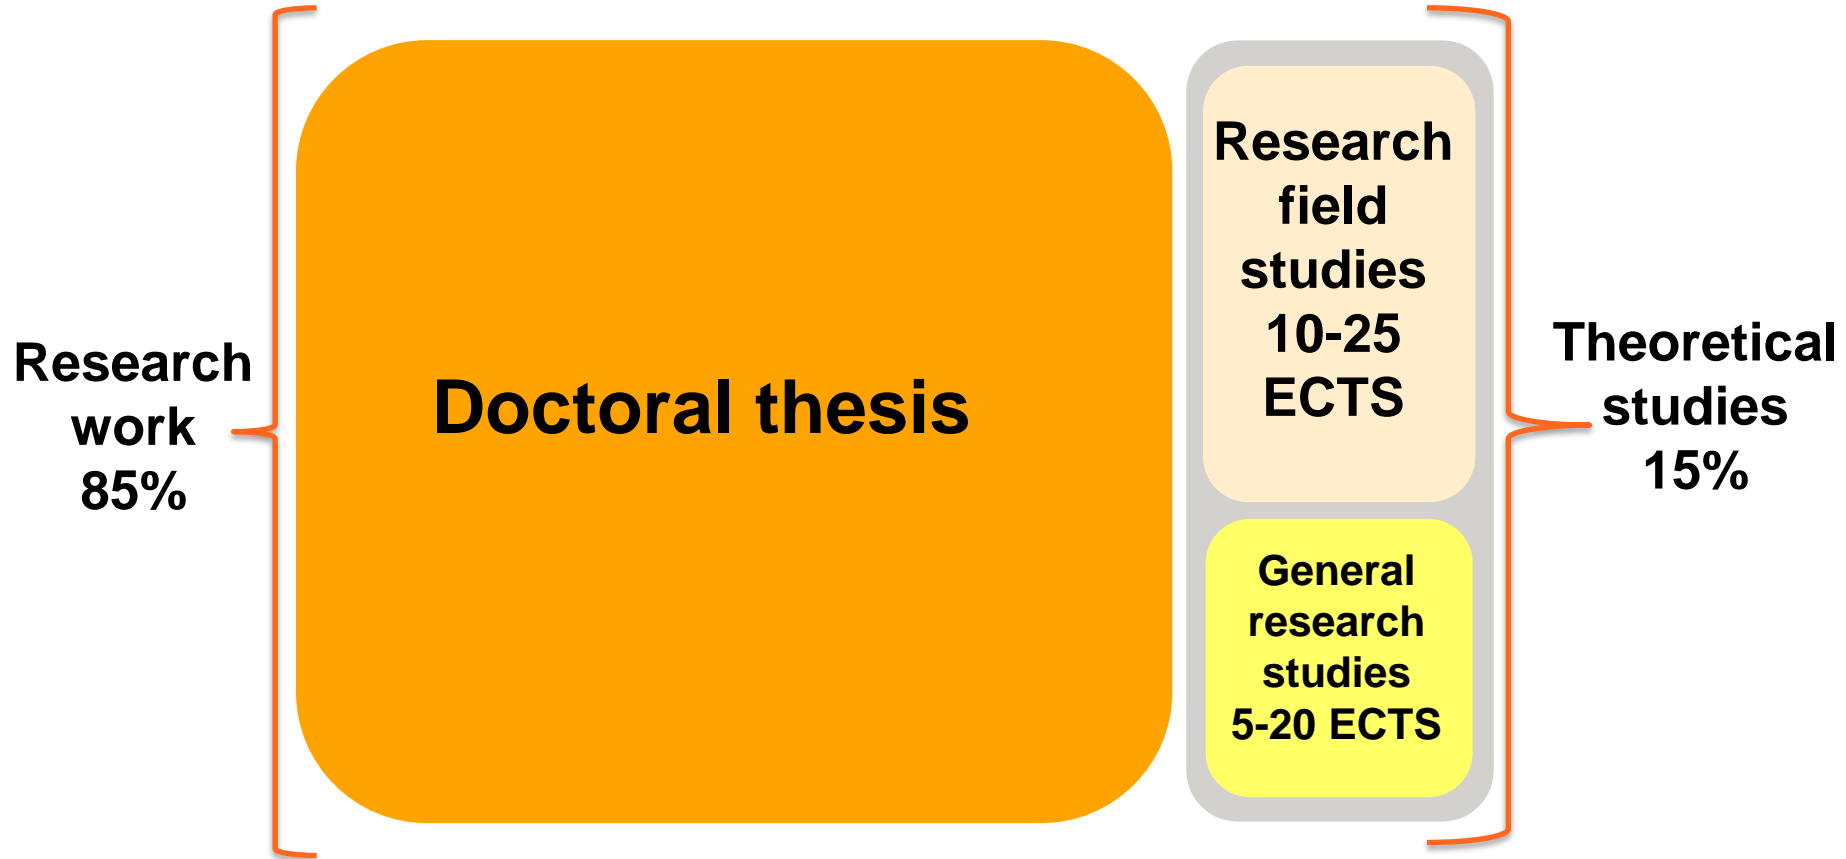 Research
work
85%
Doctoral thesis
Research
field
studies
10-25
ECTS
General
research
studies
5-20 ECTS
Theoretical
studies
15%